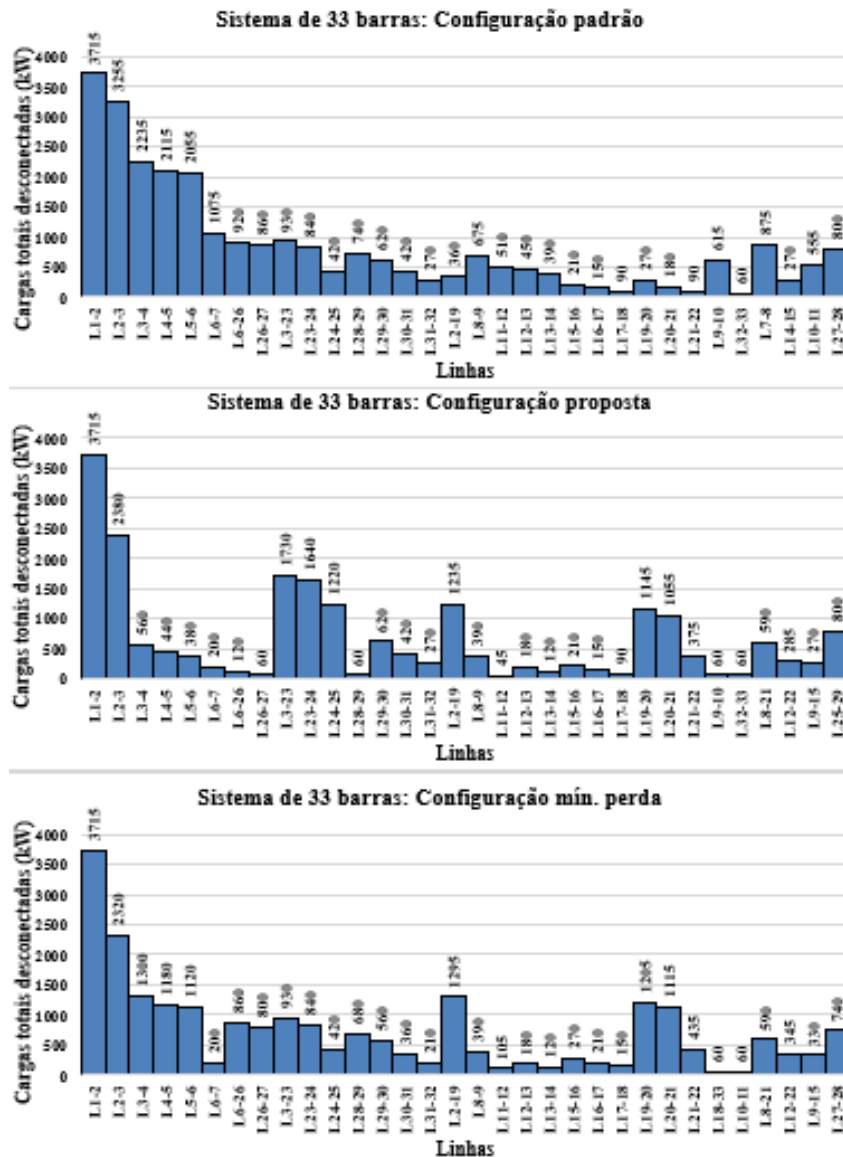 Sistema de 33 barras: Configuração padrão
Cargas totais desconectadas (kW)
4000
3500
3000
2500
2000
1500
1000
500
0
3715 3255 2235 2115 2055 1075 920 860 930 840 420 740 620 420 270 360 675 510 450 390 210 150 90 270 180 90 615 60 875 270 555 800
L1-2 L2-3 L3-4 L4-5 L5-6 L6-7 L6-26 L26-27 L3-23 L23-24 L24-25 L28-29 L29-30 L30-31 L31-32 L2-19 L8-9 L11-12 L12-13 L13-14 L15-16 L16-17 L17-18 L19-20 L20-21 L21-22 L9-10 L32-33 L7-8 L14-15 L10-11 L27-28
Linhas
Sistema de 33 barras: Configuração proposta
Cargas totais desconectadas (kW)
4000
3500
3000
2500
2000
1500
1000
500
0
3715 2380 560 440 380 200 120 60 1730 1640 1220 60 620 420 270 1235 390 45 180 120 210 150 90 1145 1055 375 60 60 590 285 270 800
L1-2 L2-3 L3-4 L4-5 L5-6 L6-7 L6-26 L26-27 L3-23 L23-24 L24-25 L28-29 L29-30 L30-31 L31-32 L2-19 L8-9 L11-12 L12-13 L13-14 L15-16 L16-17 L17-18 L19-20 L20-21 L21-22 L9-10 L32-33 L8-21 L12-22 L9-15 L25-29
Linhas
Sistema de 33 barras: Configuração mín. perda
Cargas totais desconectadas (kW)
4000
3500
3000
2500
2000
1500
1000
500
0
3715 2320 1300 1180 1120 200 860 800 930 840 420 680 560 360 210 1295 390 105 180 120 270 210 150 1205 1115 435 60 60 590 345 330 740
L1-2 L2-3 L3-4 L4-5 L5-6 L6-7 L6-26 L26-27 L3-23 L23-24 L24-25 L28-29 L29-30 L30-31 L31-32 L2-19 L8-9 L11-12 L12-13 L13-14 L15-16 L16-17 L17-18 L19-20 L20-21 L21-22 L18-33 L10-11 L8-21 L12-22 L9-15 L27-28
Linhas